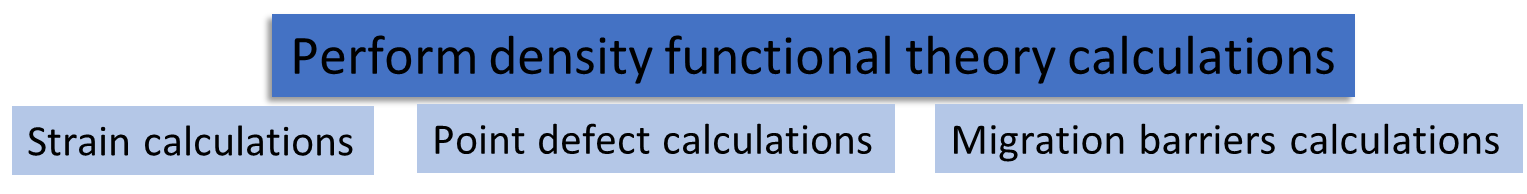 Perform density functional theory calculations
Strain calculations
Point defect calculations
Migration barriers calculations